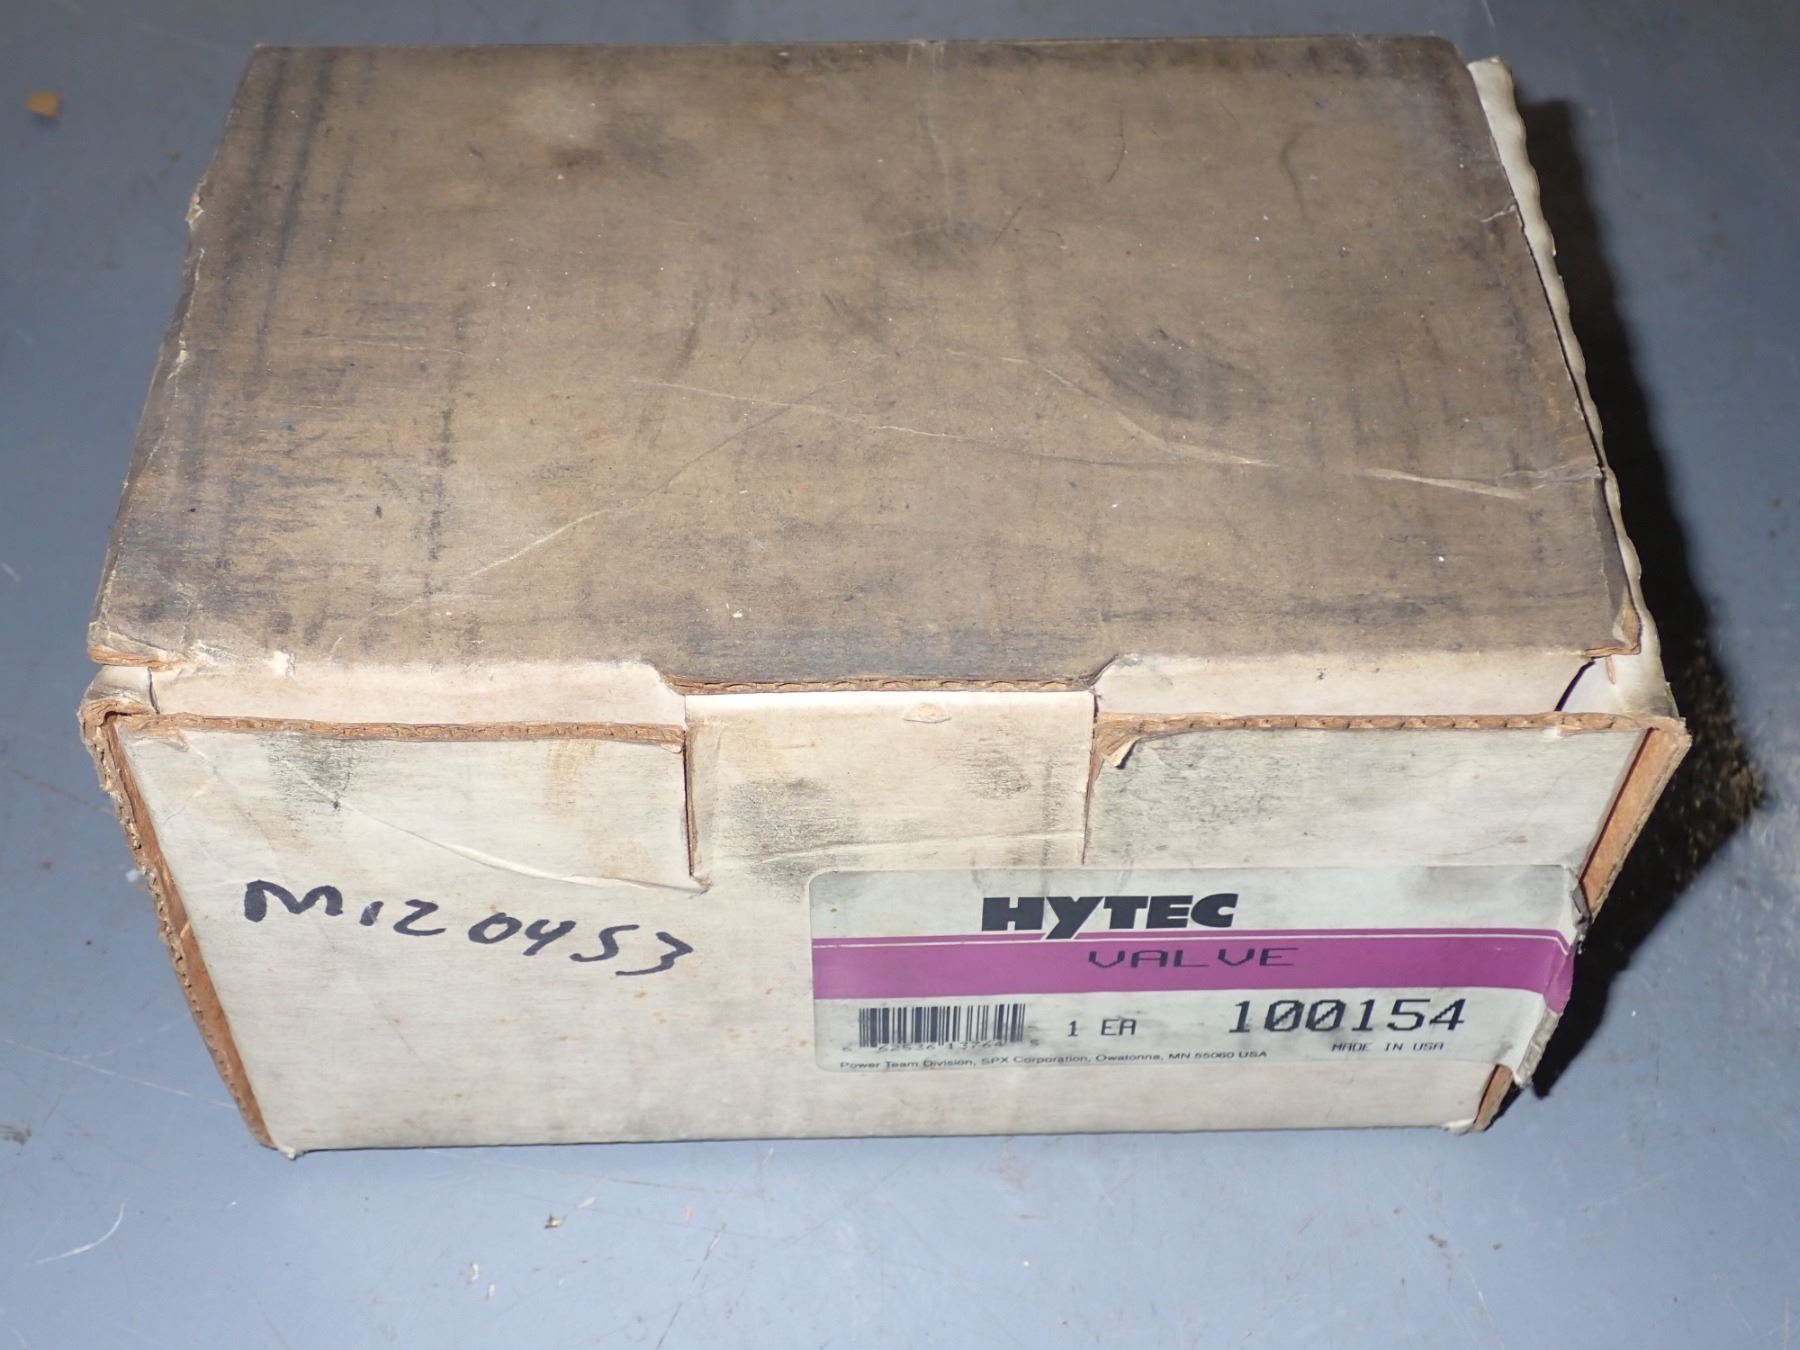 M120453
HYTEC
VALVE
1 EA
100154
MADE IN USA
Power Team Division, SPX Corporation, Owatonna, MN 55060 USA